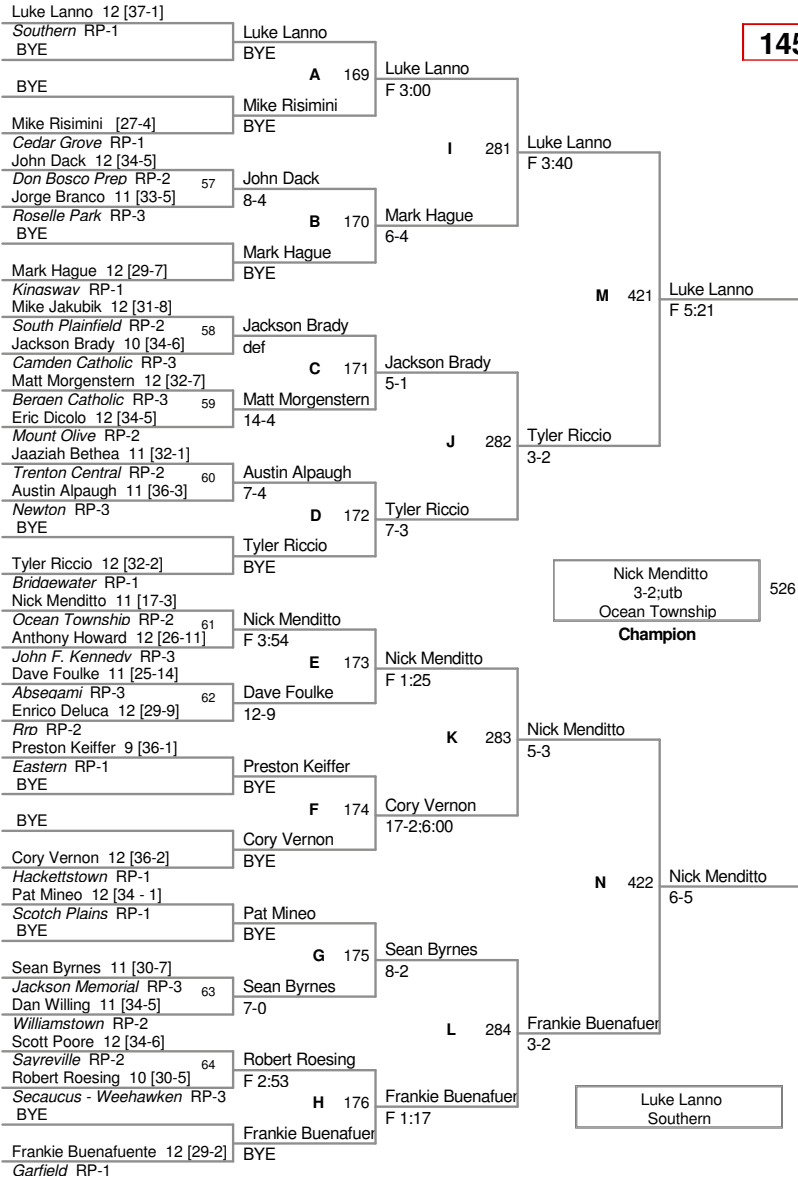 Luke Lanno 12 [37-1]
Southern RP-1
BYE
BYE
Mike Risimini [27-4]
Cedar Grove RP-1
John Dack 12 [34-5]
Don Bosco Prep RP-2
57
Jorge Branco 11 [33-5]
Roselle Park RP-3
BYE
Mark Hague 12 [29-7]
Kingsway RP-1
Mike Jakubik 12 [31-8]
South Plainfield RP-2
58
Jackson Brady 10 [34-6]
Camden Catholic RP-3
Matt Morgenstern 12 [32-7]
Bergen Catholic RP-3
59
Eric Dicolo 12 [34-5]
Mount Olive RP-2
Jaaziah Bethea 11 [32-1]
Trenton Central RP-2
60
Austin Alpaugh 11 [36-3]
Newton RP-3
BYE
Tyler Riccio 12 [32-2]
Bridgewater RP-1
Nick Menditto 11 [17-3]
Ocean Township RP-2
61
Anthony Howard 12 [26-11]
John F. Kennedy RP-3
Dave Foulke 11 [25-14]
Absegami RP-3
62
Enrico Deluca 12 [29-9]
Rrp RP-2
Preston Keiffer 9 [36-1]
Eastern RP-1
BYE
BYE
Cory Vernon 12 [36-2]
Hackettstown RP-1
Pat Mineo 12 [34 - 1]
Scotch Plains RP-1
BYE
Sean Byrnes 11 [30-7]
Jackson Memorial RP-3
63
Dan Willing 11 [34-5]
Williamstown RP-2
Scott Poore 12 [34-6]
Sayreville RP-2
64
Robert Roesing 10 [30-5]
Secaucus - Weehawken RP-3
BYE
Frankie Buenafuente 12 [29-2]
Garfield RP-1
Luke Lanno
BYE
A 169
Mike Risimini
BYE
John Dack
8-4
B 170
Mark Hague
BYE
Jackson Brady
def
C 171
Matt Morgenstern
14-4
Austin Alpaugh
7-4
D 172
Tyler Riccio
BYE
Nick Menditto
F 3:54
E 173
Dave Foulke
12-9
Preston Keiffer
BYE
F 174
Cory Vernon
BYE
Pat Mineo
BYE
G 175
Sean Byrnes
7-0
Robert Roesing
F 2:53
H 176
Frankie Buenafuer
BYE
Luke Lanno
F 3:00
I 281
Mark Hague
6-4
Jackson Brady
5-1
J 282
Tyler Riccio
7-3
Nick Menditto
F 1:25
K 283
Cory Vernon
17-2;6:00
Sean Byrnes
8-2
L 284
Frankie Buenafuer
F 1:17
Luke Lanno
F 3:40
M 421
Tyler Riccio
3-2
Nick Menditto
5-3
N 422
Frankie Buenafuer
3-2
145
Luke Lanno
F 5:21
Nick Menditto
3-2;utb
Ocean Township
526
Champion
Nick Menditto
6-5
Luke Lanno
Southern